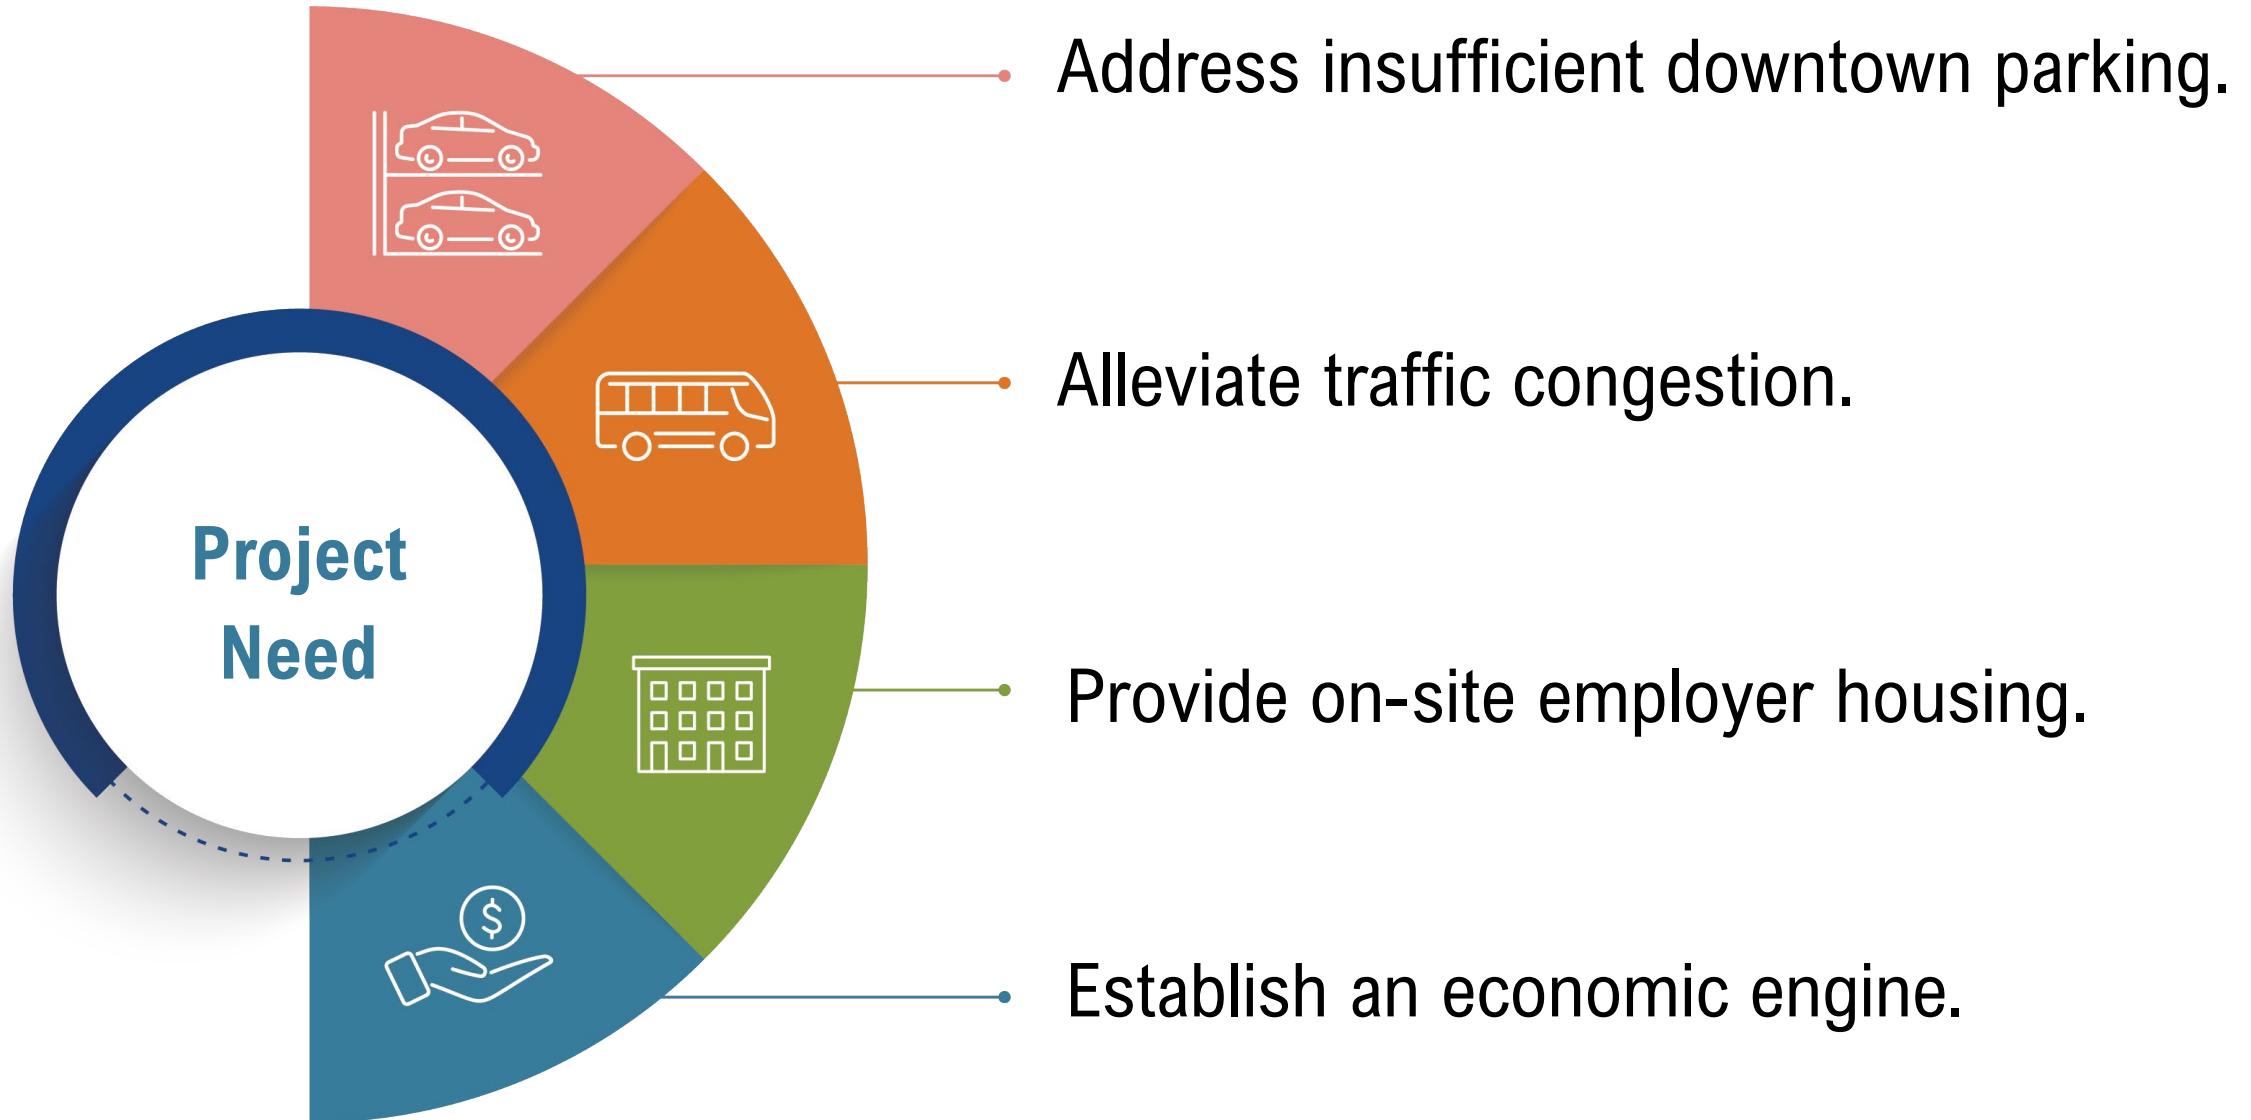 Address insufficient downtown parking.
Alleviate traffic congestion.
Project
Need
Provide on-site employer housing.
$
Establish an economic engine.